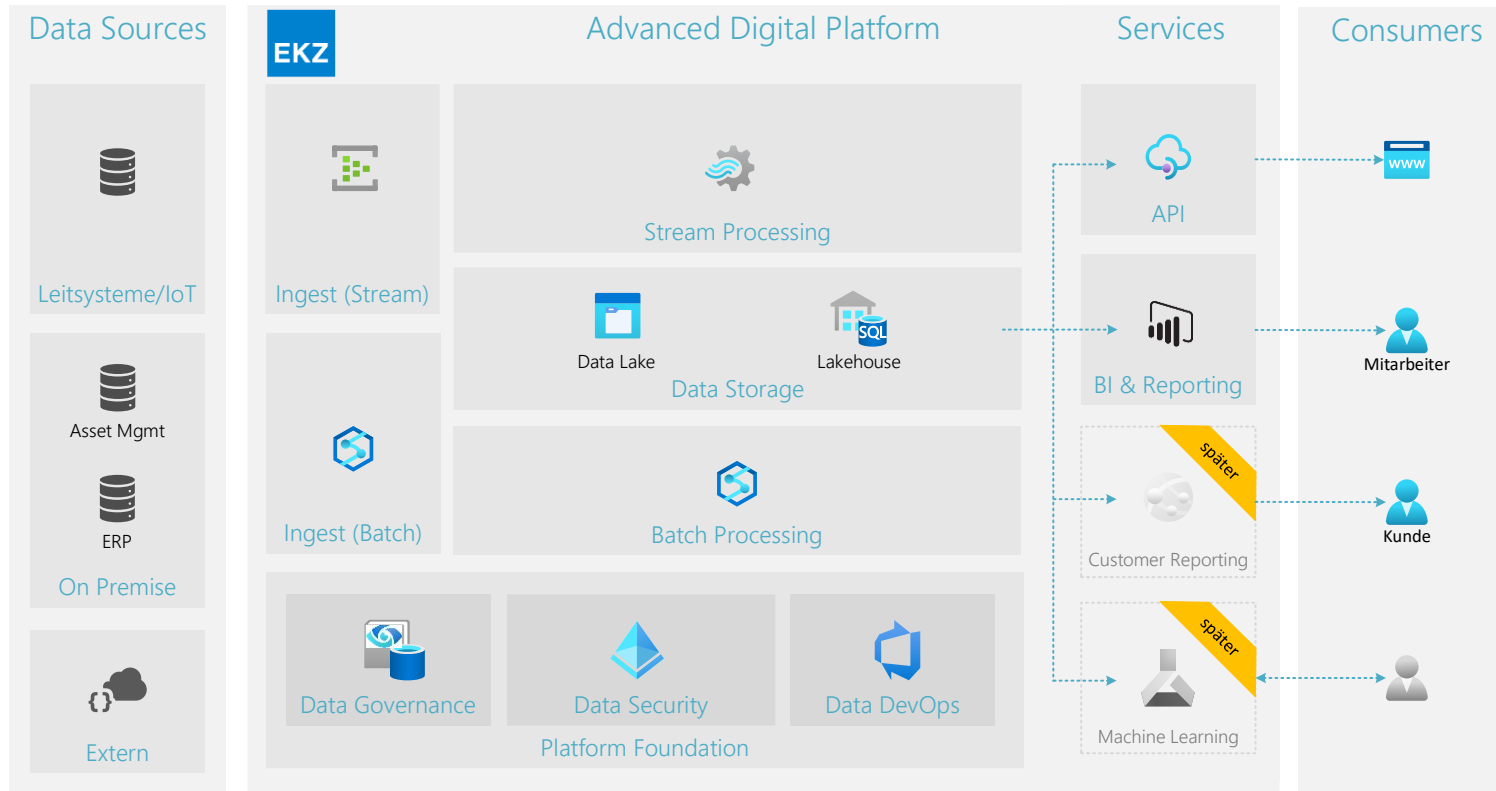 Data Sources
EKZ
Advanced Digital Platform
Services
Consumers
www
API
Stream Processing
Leitsysteme/IoT
Ingest (Stream)
SQL
Data Lake
Lakehouse
Mitarbeiter
Data Storage
BI & Reporting
Asset Mgmt
später
Ingest (Batch)
Batch Processing
ERP
Kunde
Customer Reporting
On Premise
später
Data Governance
Data Security
Data DevOps
Machine Learning
Platform Foundation
{}
Extern